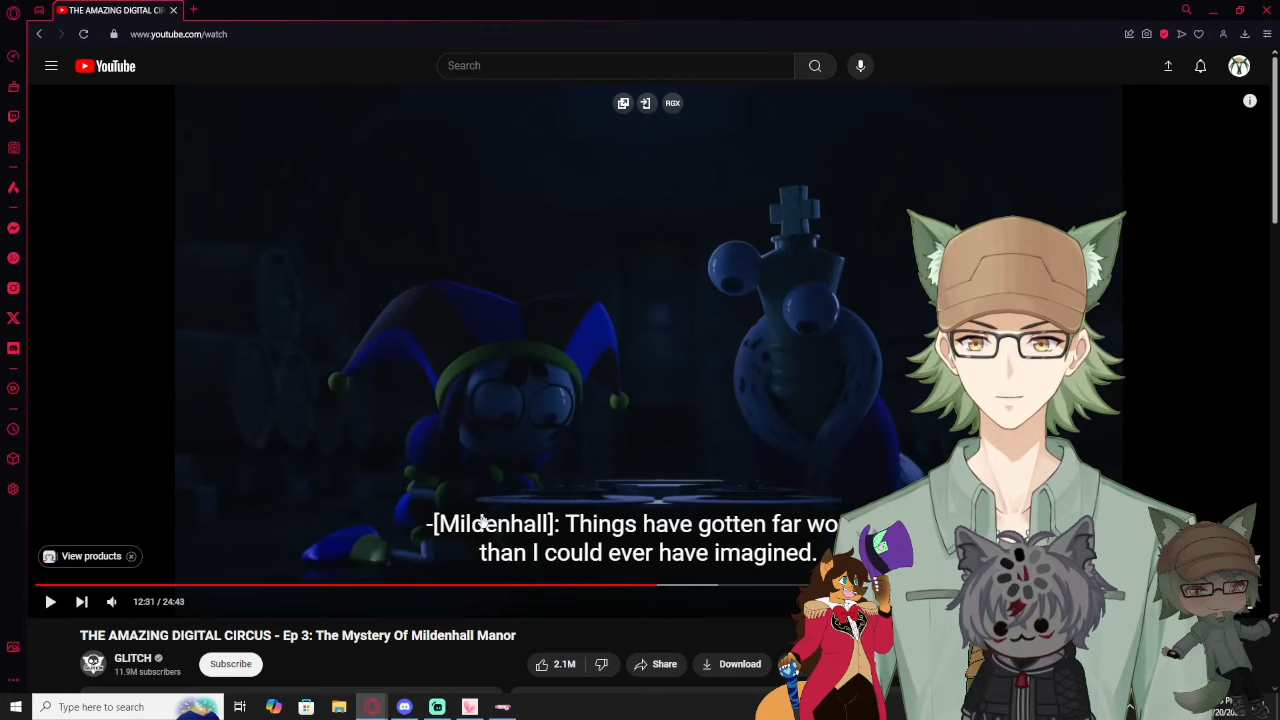 THE AMAZING DIGITAL CIR
www.youtube.com/watch
YouTube
Search
RGX
-[Mildenhall]: Things have gotten far wo
than I could ever have imagined.
View products
12:31 / 24:43
THE AMAZING DIGITAL CIRCUS - Ep 3: The Mystery Of Mildenhall Manor
GLITCH
11.9M subscribers
Subscribe
2.1M
Share
Download
Type here to search